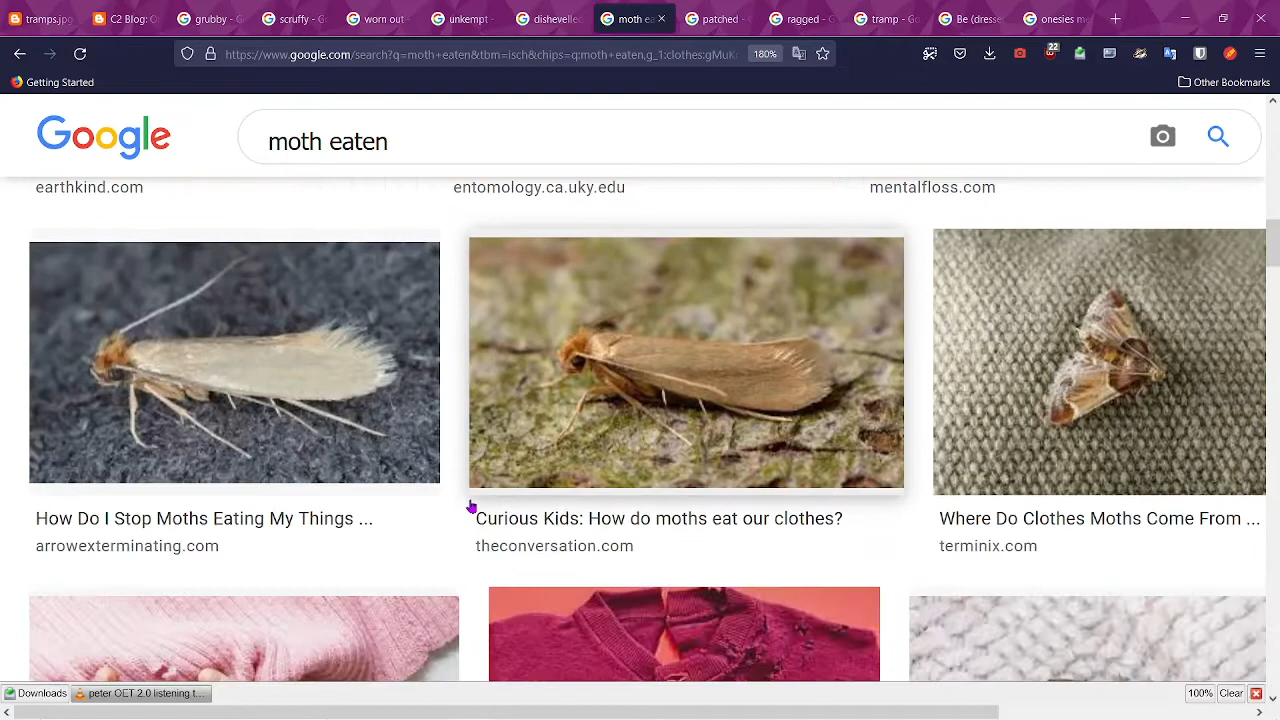 tramps.jpg
C2 Blog:
grubby - G
scruffy - G
worn out -
unkempt -
dishevelled
moth ea
patched - G
ragged - G
tramp - Go
Be (dresse
onesies me
https://www.google.com/search?q=moth+eaten&tbm=isch&chips=q:moth+eaten,g_1:clothes:gMuK
180%
22
Getting Started
Other Bookmarks
Google
moth eaten
earthkind.com
entomology.ca.uky.edu
mentalfloss.com
How Do I Stop Moths Eating My Things ...
Curious Kids: How do moths eat our clothes?
Where Do Clothes Moths Come From ...
arrowexterminating.com
theconversation.com
terminix.com
Downloads
peter OET 2.0 listening t...
100%
Clear